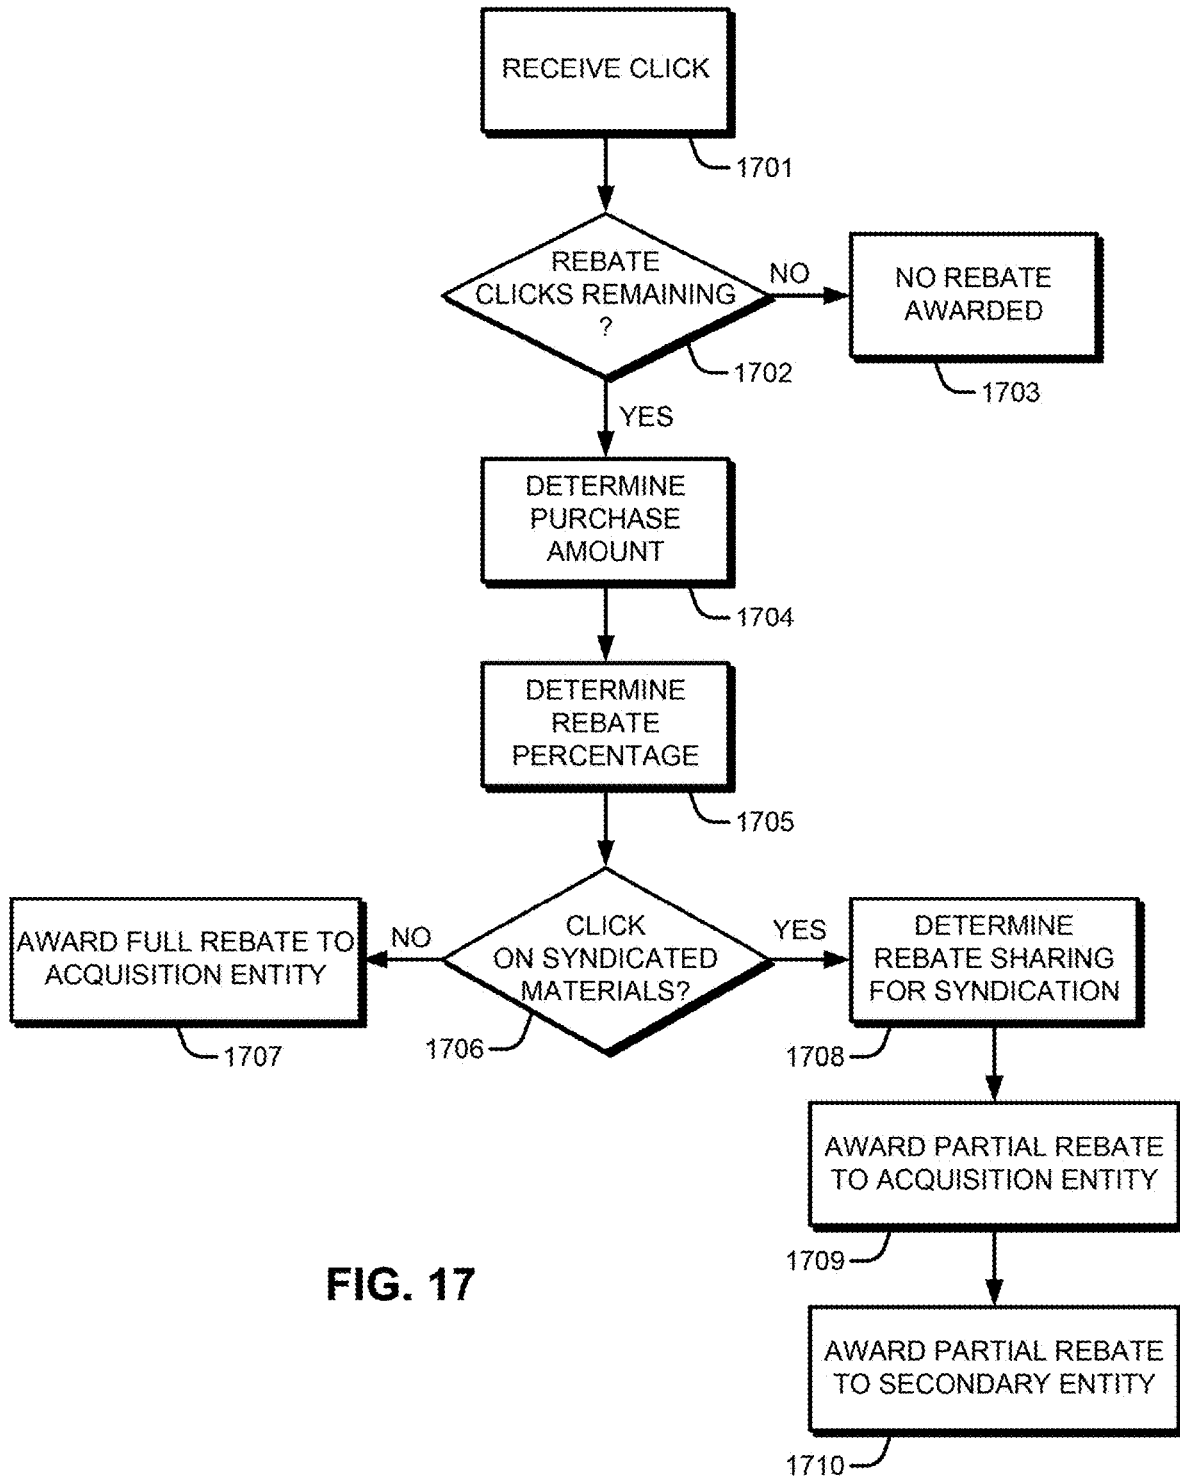 RECEIVE CLICK
1701
REBATE
CLICKS REMAINING
?
1702
NO
NO REBATE
AWARDED
1703
YES
DETERMINE
PURCHASE
AMOUNT
1704
DETERMINE
REBATE
PERCENTAGE
1705
CLICK
ON SYNDICATED
MATERIALS?
1706
NO
AWARD FULL REBATE TO
ACQUISITION ENTITY
1707
YES
DETERMINE
REBATE SHARING
FOR SYNDICATION
1708
AWARD PARTIAL REBATE
TO ACQUISITION ENTITY
1709
AWARD PARTIAL REBATE
TO SECONDARY ENTITY
1710
FIG. 17